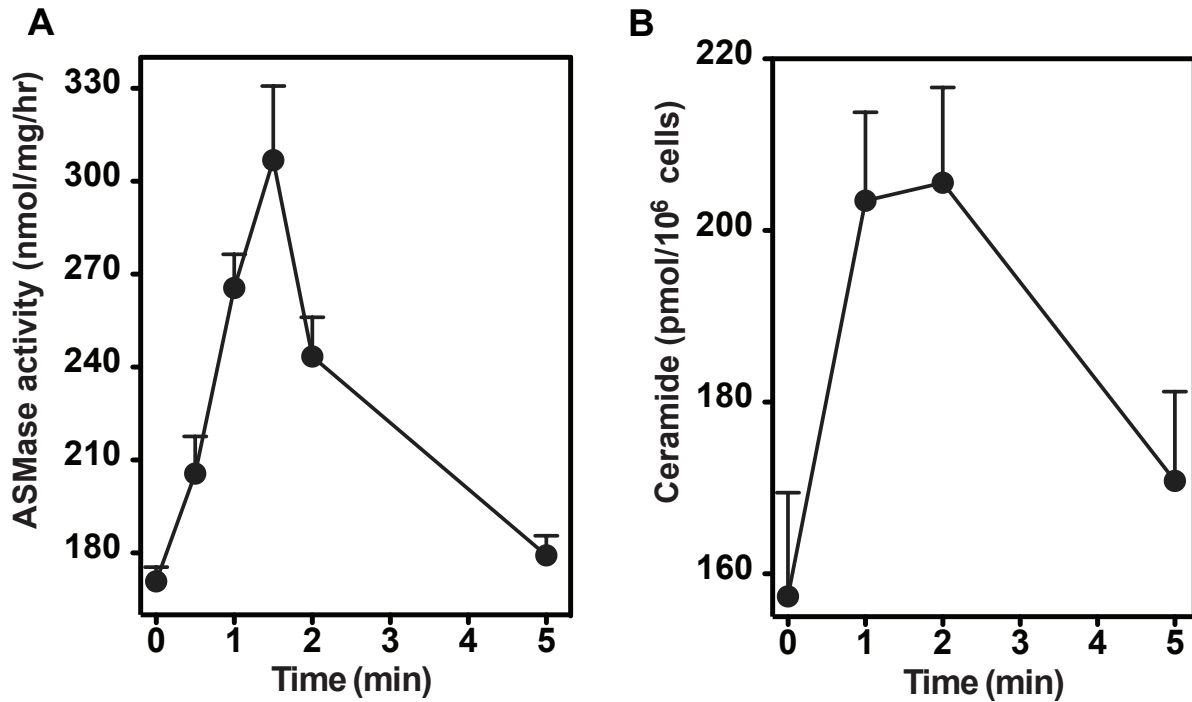 A
ASMase activity (nmol/mg/hr)
330
300
270
240
210
180
0 1 2 3 4 5
Time (min)
B
Ceramide (pmol/10⁶ cells)
220
200
180
160
0 1 2 3 4 5
Time (min)